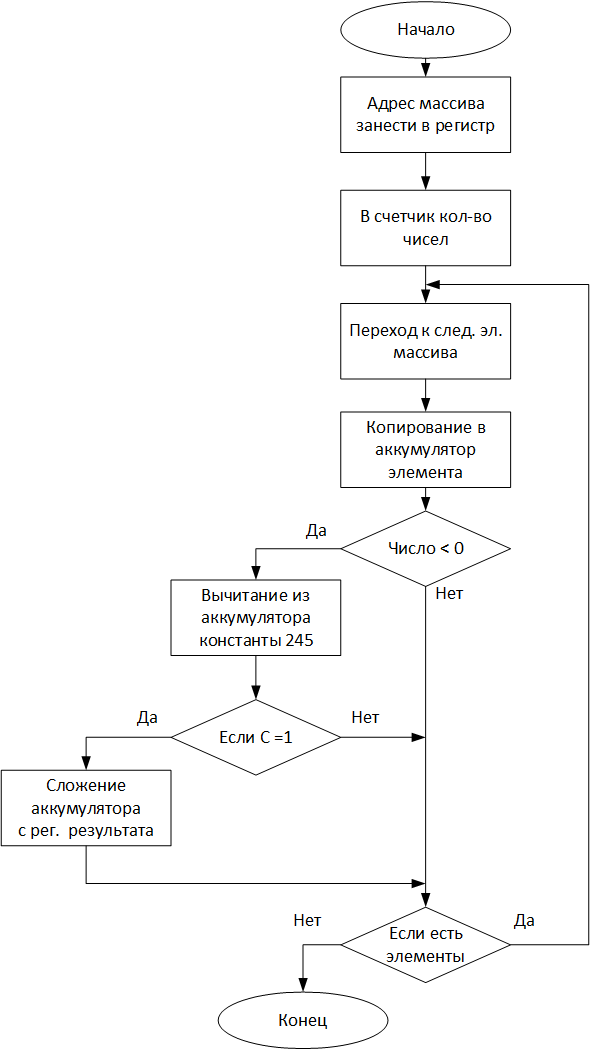 Начало
Адрес массива
занести в регистр
В счетчик кол-во
чисел
Переход к след. эл.
массива
Копирование в
аккумулятор
элемента
Число < 0
Да
Нет
Вычитание из
аккумулятора
константы 245
Если С =1
Да
Нет
Сложение
аккумулятора
с рег.  результата
Если есть
элементы
Нет
Да
Конец